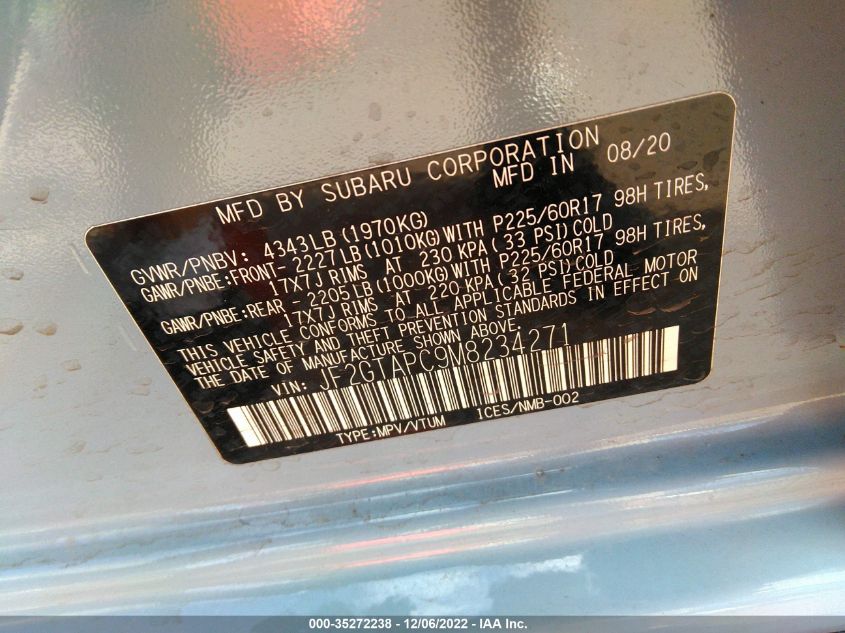 MFD BY SUBARU CORPORATION
MFD IN 08/20
GVWR/PNBV: 4343LB(1970KG)
GAWR/PNBE:FRONT- 2227LB(1010KG)WITH P225/60R17 98H TIRES,
17X7J RIMS AT 230 KPA(33 PSI)COLD
GAWR/PNBE:REAR - 2205LB(1000KG)WITH P225/60R17 98H TIRES,
17X7J RIMS AT 220 KPA(32 PSI)COLD
THIS VEHICLE CONFORMS TO ALL APPLICABLE FEDERAL MOTOR
VEHICLE SAFETY AND THEFT PREVENTION STANDARDS IN EFFECT ON
THE DATE OF MANUFACTURE SHOWN ABOVE.
VIN: JF2GTAPC9M8234271
TYPE:MPV/VTUM ICES/NMB-002
000-35272238 - 12/06/2022 - IAA Inc.